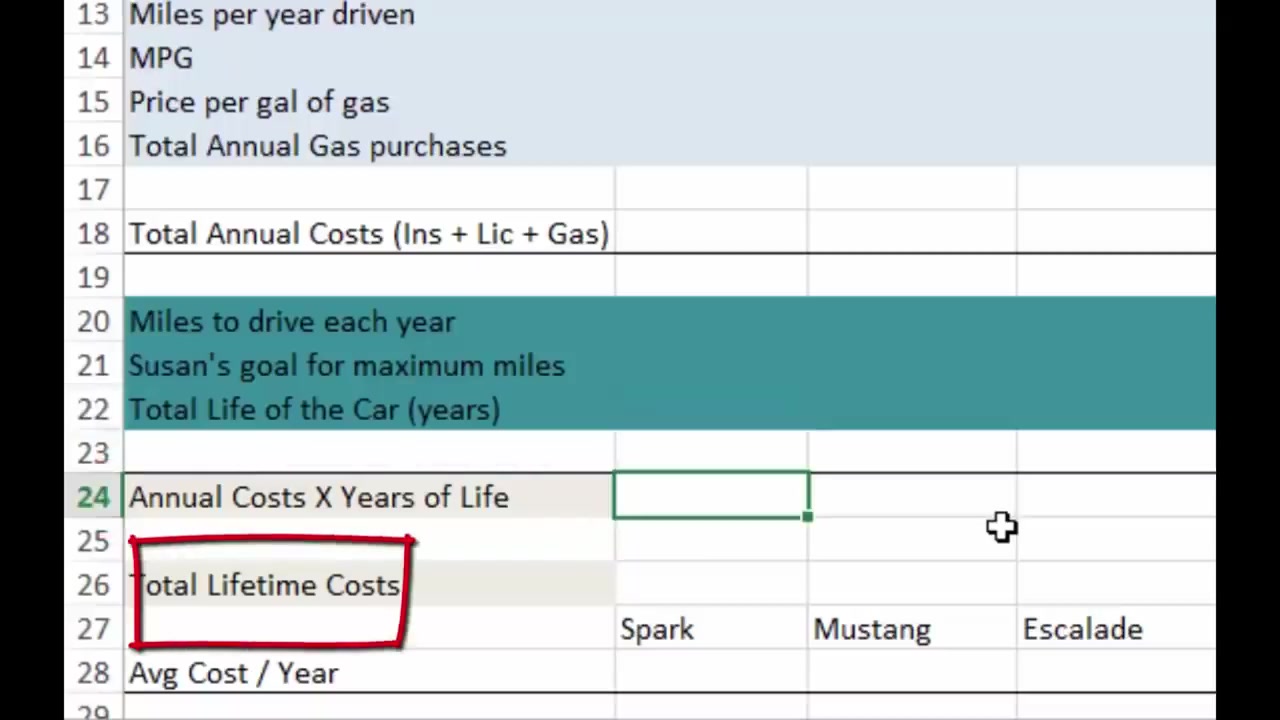 13 Miles per year driven
14 MPG
15 Price per gal of gas
16 Total Annual Gas purchases
17
18 Total Annual Costs (Ins + Lic + Gas)
19
20 Miles to drive each year
21 Susan's goal for maximum miles
22 Total Life of the Car (years)
23
24 Annual Costs X Years of Life
25
26 Total Lifetime Costs
27 Spark Mustang Escalade
28 Avg Cost / Year
29